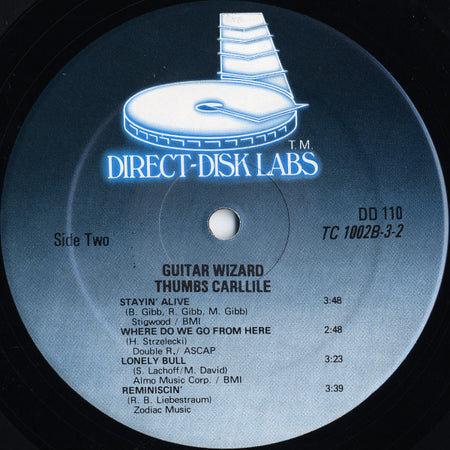 T.M.
DIRECT-DISK LABS
DD 110
Side Two TC 1002B-3-2
GUITAR WIZARD
THUMBS CARLLILE
STAYIN' ALIVE 3:48
(B. Gibb, R. Gibb, M. Gibb)
Stigwood / BMI
WHERE DO WE GO FROM HERE 2:48
(H. Strzelecki)
Double R,/ ASCAP
LONELY BULL 3:23
(S. Lachoff/M. David)
Almo Music Corp. / BMI
REMINISCIN' 3:39
(R. B. Liebestraum)
Zodiac Music